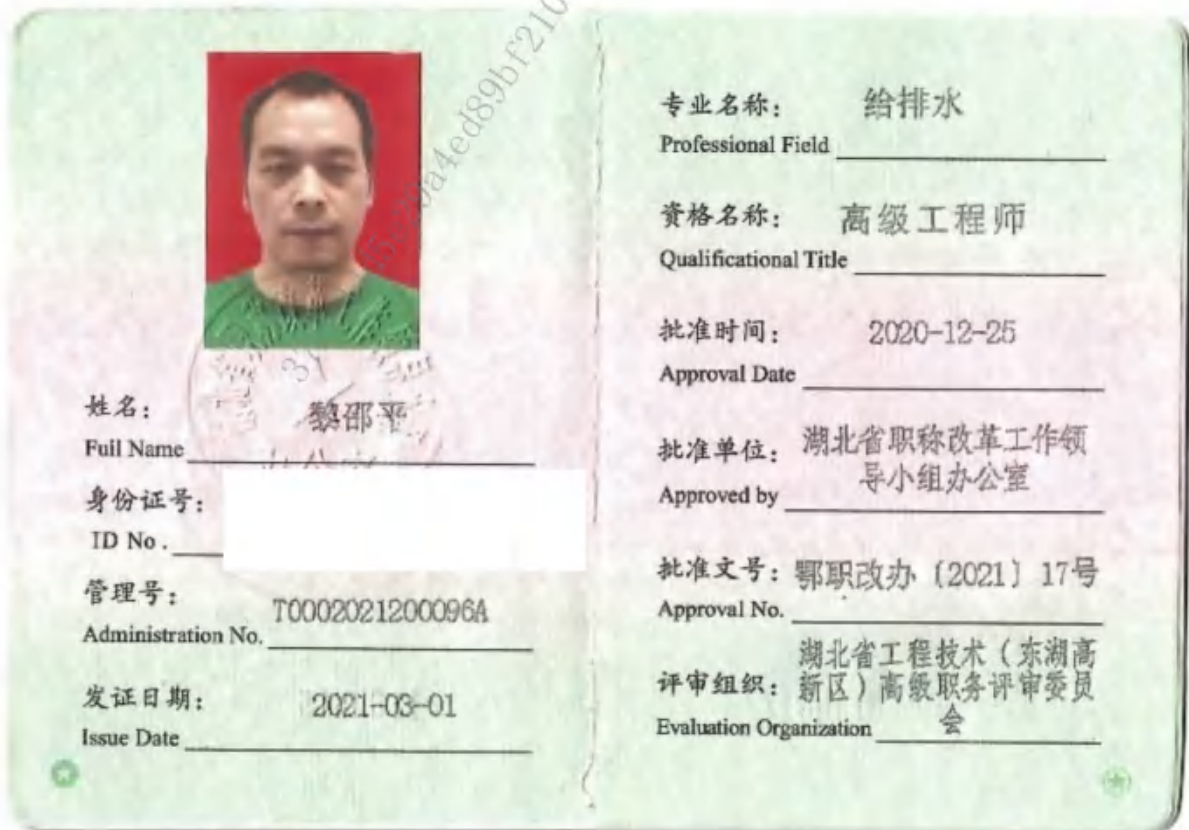 姓名：
黎邵平
Full Name
身份证号：
ID No .
管理号：
T0002021200096A
Administration No.
发证日期：
2021-03-01
Issue Date
专业名称：
给排水
Professional Field
资格名称：
高级工程师
Qualificational Title
批准时间：
2020-12-25
Approval Date
批准单位：
湖北省职称改革工作领
导小组办公室
Approved by
批准文号：
鄂职改办〔2021〕17号
Approval No.
评审组织：
湖北省工程技术（东湖高
新区）高级职务评审委员
会
Evaluation Organization